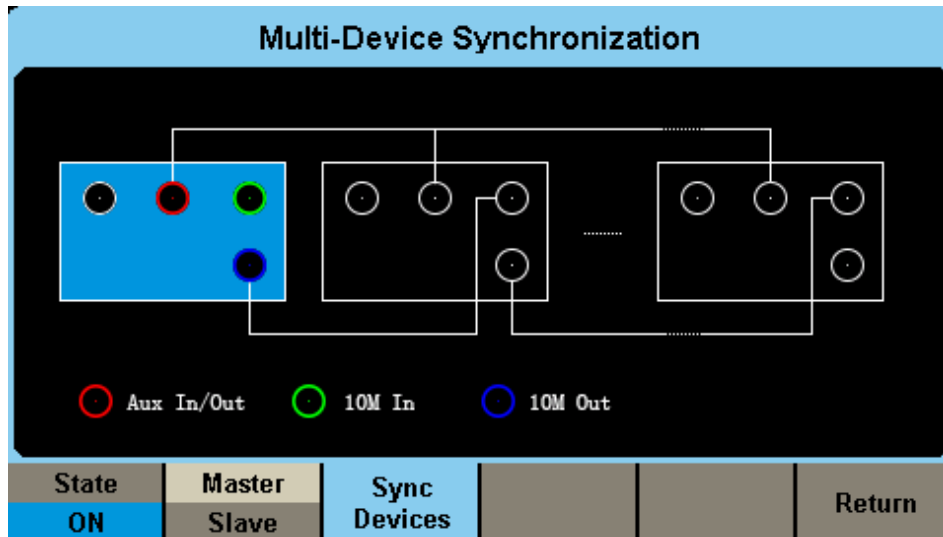 Multi-Device Synchronization
Aux In/Out
10M In
10M Out
State
ON
Master
Slave
Sync
Devices
Return